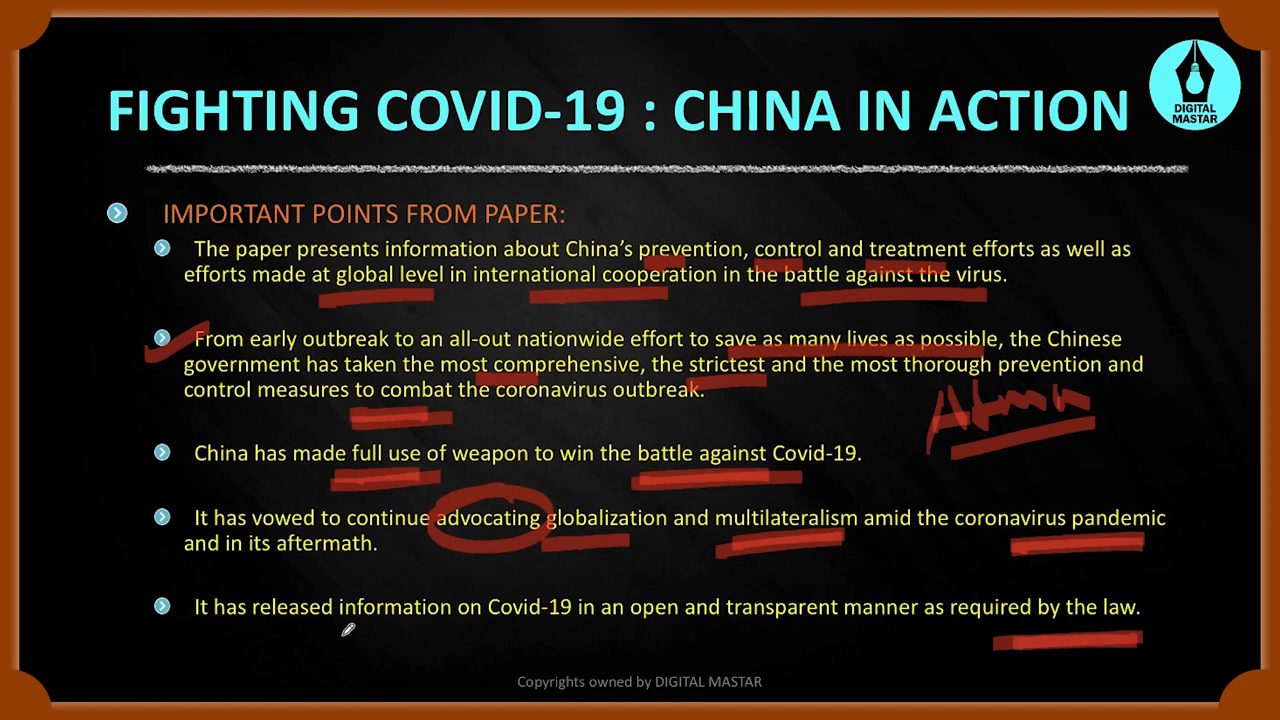 FIGHTING COVID-19 : CHINA IN ACTION
DIGITAL
MASTAR
IMPORTANT POINTS FROM PAPER:
The paper presents information about China's prevention, control and treatment efforts as well as
efforts made at global level in international cooperation in the battle against the virus.
From early outbreak to an all-out nationwide effort to save as many lives as possible, the Chinese
government has taken the most comprehensive, the strictest and the most thorough prevention and
control measures to combat the coronavirus outbreak.
China has made full use of weapon to win the battle against Covid-19.
It has vowed to continue advocating globalization and multilateralism amid the coronavirus pandemic
and in its aftermath.
It has released information on Covid-19 in an open and transparent manner as required by the law.
Copyrights owned by DIGITAL MASTAR